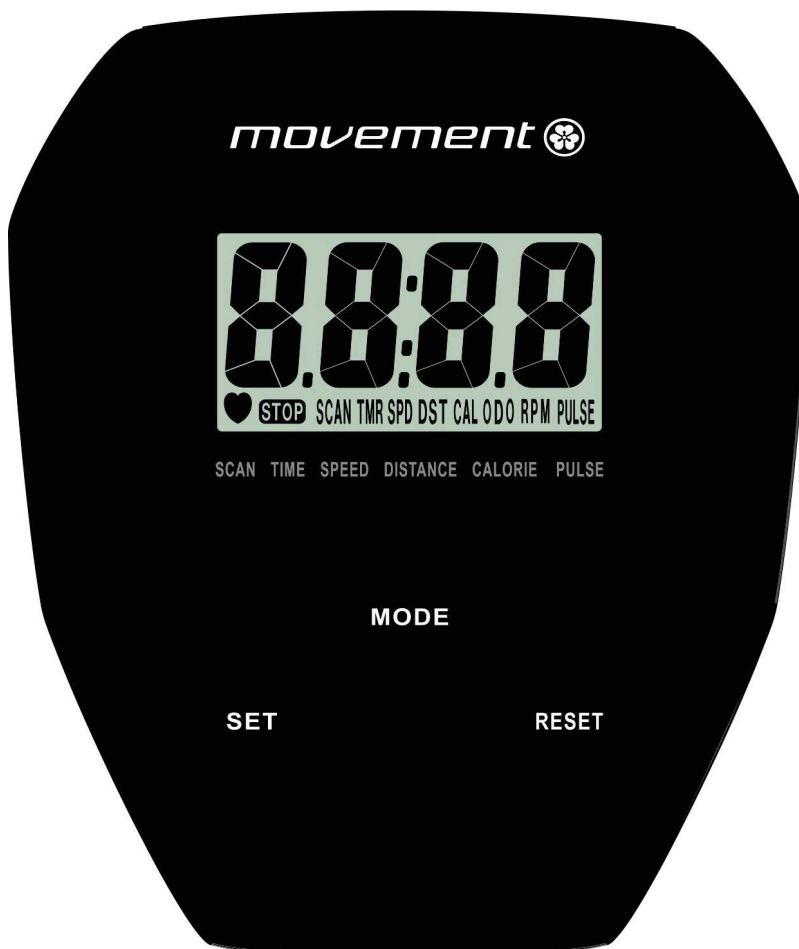 movement
8.8:8.8
STOP SCAN TMR SPD DST CAL ODO RPM PULSE
SCAN TIME SPEED DISTANCE CALORIE PULSE
MODE
SET RESET